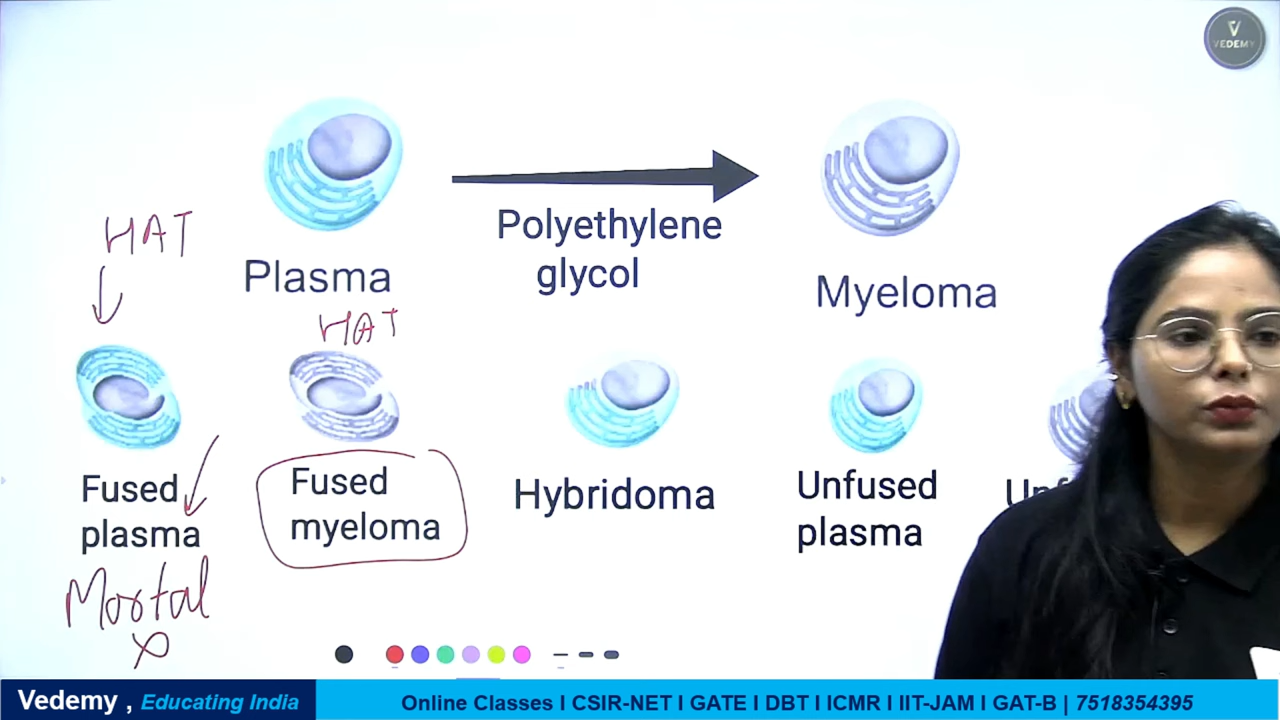 VEDEMY
HAT
Polyethylene
glycol
Plasma
Myeloma
HAT
Fused
plasma
Fused
myeloma
Hybridoma
Unfused
plasma
Mortal
Vedemy , Educating India
Online Classes I CSIR-NET I GATE I DBT I ICMR I IIT-JAM I GAT-B | 7518354395